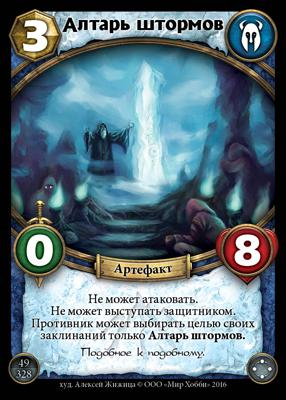 3
Алтарь штормов
0
8
Артефакт
Не может атаковать.
Не может выступать защитником.
Противник может выбирать целью своих
заклинаний только Алтарь штормов.
Подобное к подобному.
49
328
худ. Алексей Жижица © ООО «Мир Хобби» 2016